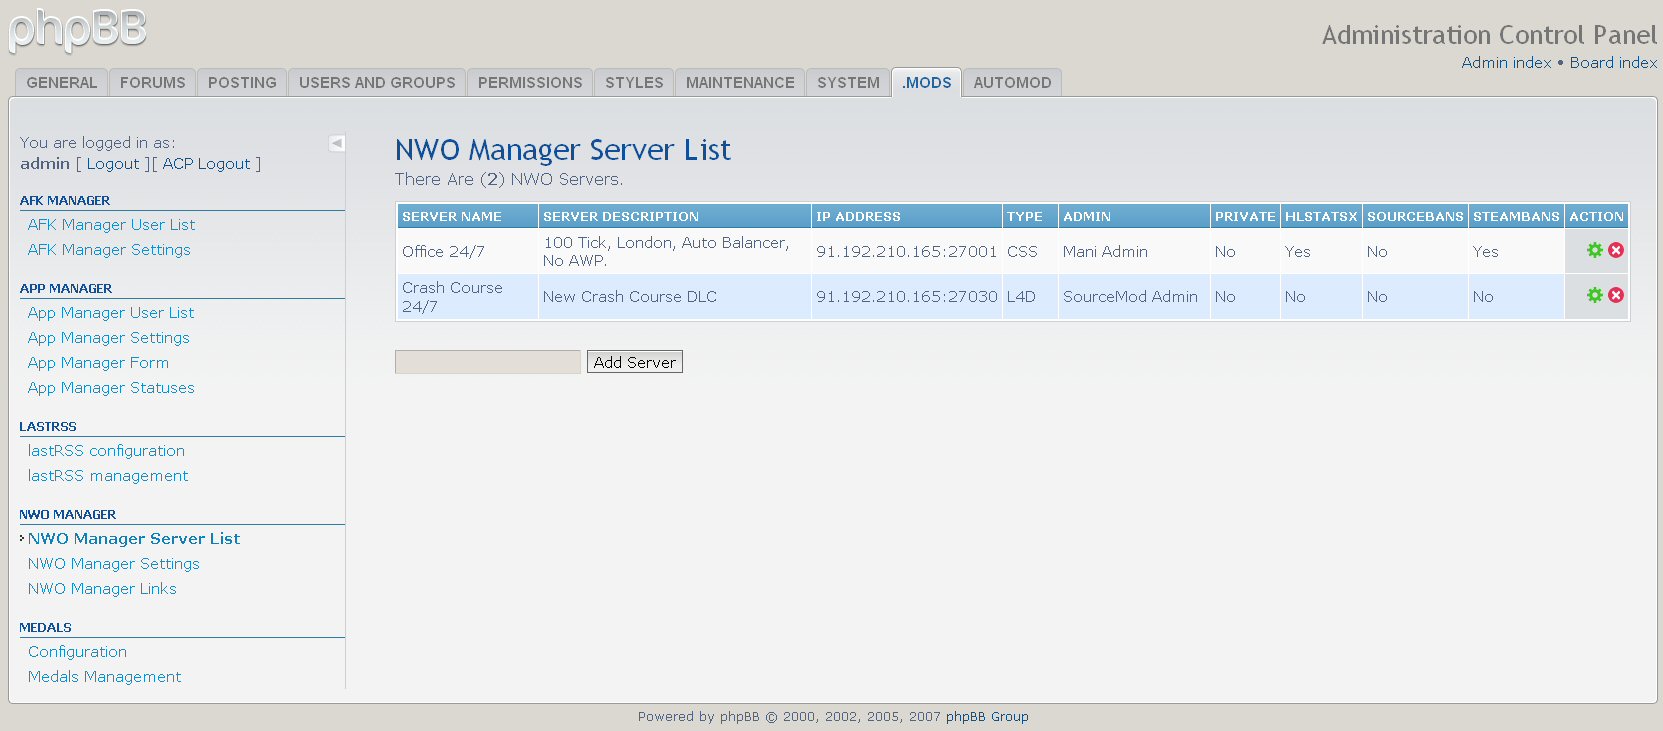 phpBB
Administration Control Panel
Admin index • Board index
GENERAL FORUMS POSTING USERS AND GROUPS PERMISSIONS STYLES MAINTENANCE SYSTEM .MODS AUTOMOD
You are logged in as:
admin [ Logout ][ ACP Logout ]
AFK MANAGER
AFK Manager User List
AFK Manager Settings
APP MANAGER
App Manager User List
App Manager Settings
App Manager Form
App Manager Statuses
LASTRSS
lastRSS configuration
lastRSS management
NWO MANAGER
NWO Manager Server List
NWO Manager Settings
NWO Manager Links
MEDALS
Configuration
Medals Management
NWO Manager Server List
There Are (2) NWO Servers.
SERVER NAME SERVER DESCRIPTION IP ADDRESS TYPE ADMIN PRIVATE HLSTATSX SOURCEBANS STEAMBANS ACTION
Office 24/7 100 Tick, London, Auto Balancer, No AWP. 91.192.210.165:27001 CSS Mani Admin No Yes No Yes
Crash Course 24/7 New Crash Course DLC 91.192.210.165:27030 L4D SourceMod Admin No No No No
Add Server
Powered by phpBB © 2000, 2002, 2005, 2007 phpBB Group